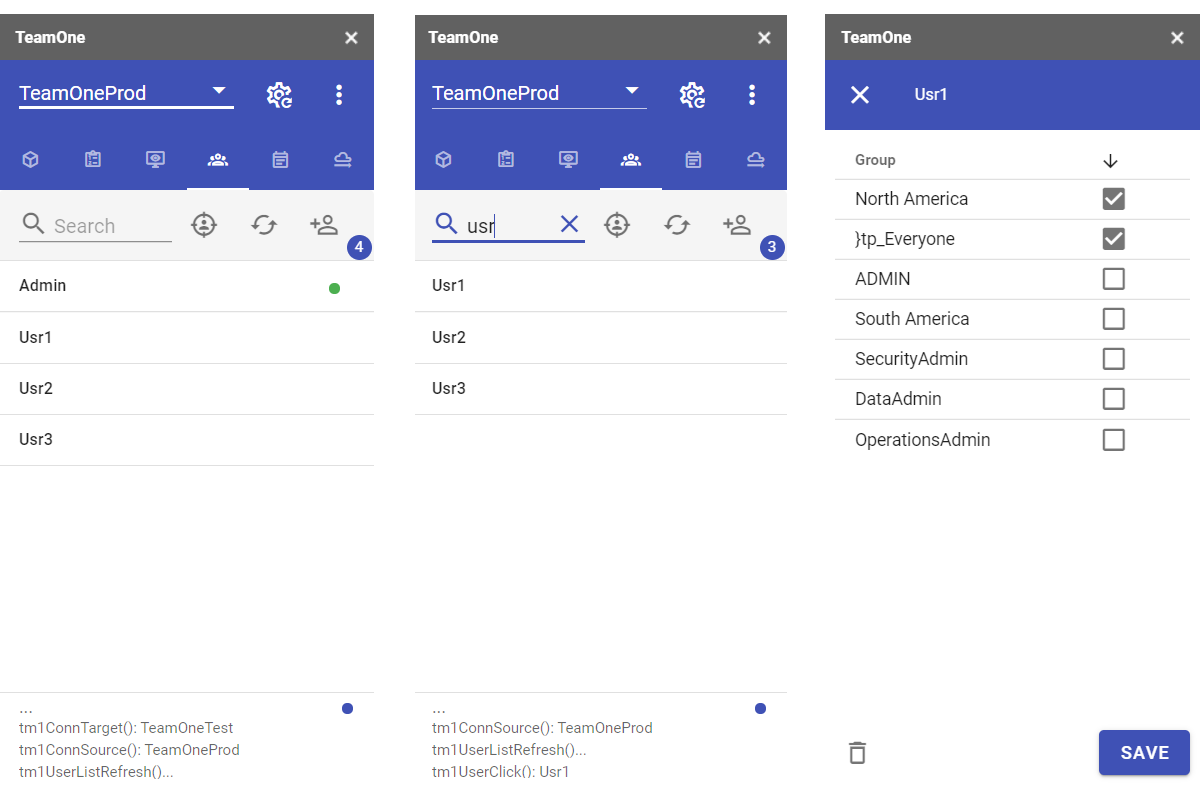 TeamOne
TeamOneProd
Search
4
Admin
Usr1
Usr2
Usr3
...
tm1ConnTarget(): TeamOneTest
tm1ConnSource(): TeamOneProd
tm1UserListRefresh()...
TeamOne
TeamOneProd
usr
3
Usr1
Usr2
Usr3
...
tm1ConnSource(): TeamOneProd
tm1UserListRefresh()...
tm1UserClick(): Usr1
TeamOne
Usr1
Group
North America
}tp_Everyone
ADMIN
South America
SecurityAdmin
DataAdmin
OperationsAdmin
SAVE